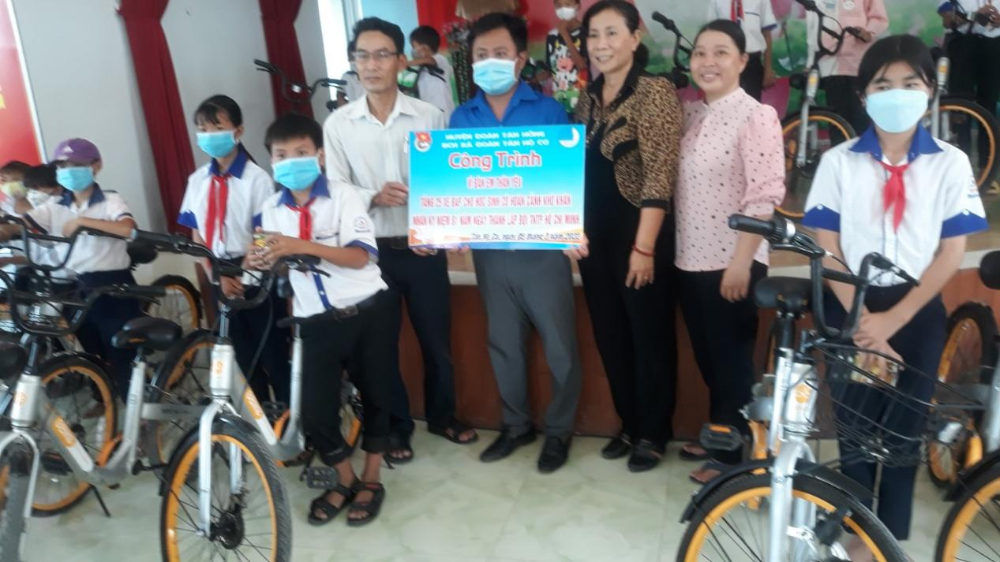 HUYỆN ĐOÀN TÂN HỒNG
BCH XÃ ĐOÀN TÂN HỘ CƠ
Công Trình
VÌ ĐÀN EM THÂN YÊU
TẶNG 25 XE ĐẠP CHO HỌC SINH CÓ HOÀN CẢNH KHÓ KHĂN
NHÂN KỶ NIỆM 81 NĂM NGÀY THÀNH LẬP ĐỘI TNTP HỒ CHÍ MINH
Tân Hộ Cơ, ngày 05 tháng 5 năm 2022